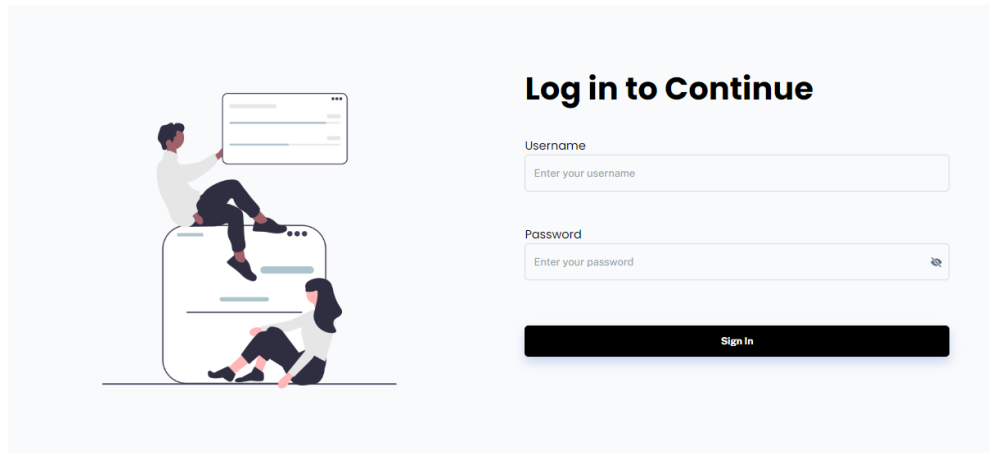 Log in to Continue
Username
Enter your username
Password
Enter your password
Sign In